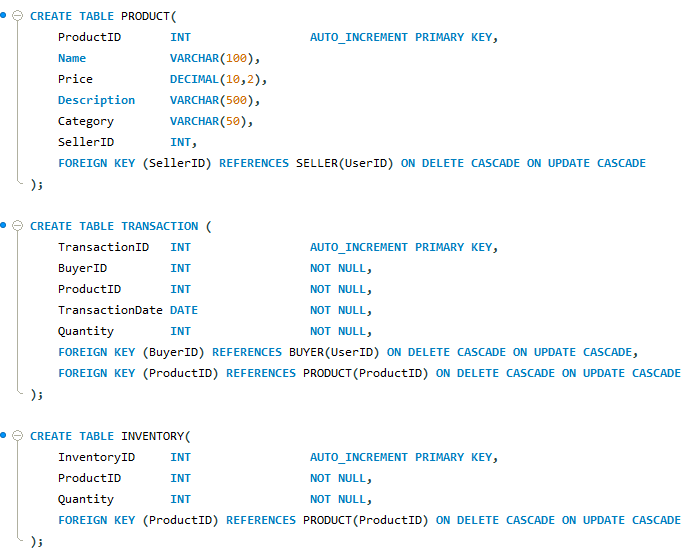 CREATE TABLE PRODUCT(
ProductID INT AUTO_INCREMENT PRIMARY KEY,
Name VARCHAR(100),
Price DECIMAL(10,2),
Description VARCHAR(500),
Category VARCHAR(50),
SellerID INT,
FOREIGN KEY (SellerID) REFERENCES SELLER(UserID) ON DELETE CASCADE ON UPDATE CASCADE
);
CREATE TABLE TRANSACTION (
TransactionID INT AUTO_INCREMENT PRIMARY KEY,
BuyerID INT NOT NULL,
ProductID INT NOT NULL,
TransactionDate DATE NOT NULL,
Quantity INT NOT NULL,
FOREIGN KEY (BuyerID) REFERENCES BUYER(UserID) ON DELETE CASCADE ON UPDATE CASCADE,
FOREIGN KEY (ProductID) REFERENCES PRODUCT(ProductID) ON DELETE CASCADE ON UPDATE CASCADE
);
CREATE TABLE INVENTORY(
InventoryID INT AUTO_INCREMENT PRIMARY KEY,
ProductID INT NOT NULL,
Quantity INT NOT NULL,
FOREIGN KEY (ProductID) REFERENCES PRODUCT(ProductID) ON DELETE CASCADE ON UPDATE CASCADE
);